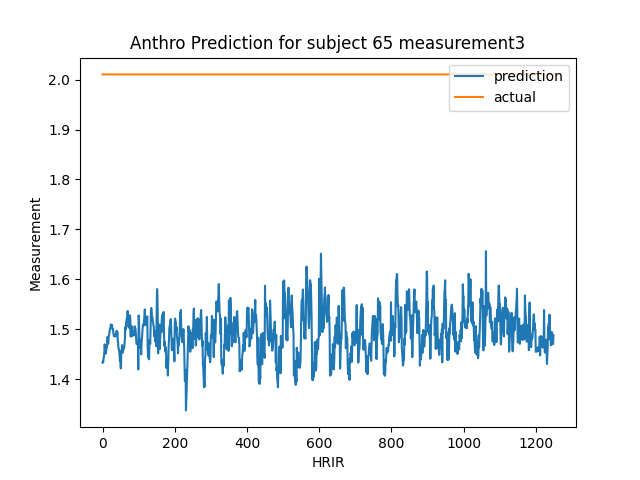 Anthro Prediction for subject 65 measurement3
prediction
actual
2.0
1.9
1.8
1.7
1.6
1.5
1.4
Measurement
0 200 400 600 800 1000 1200
HRIR